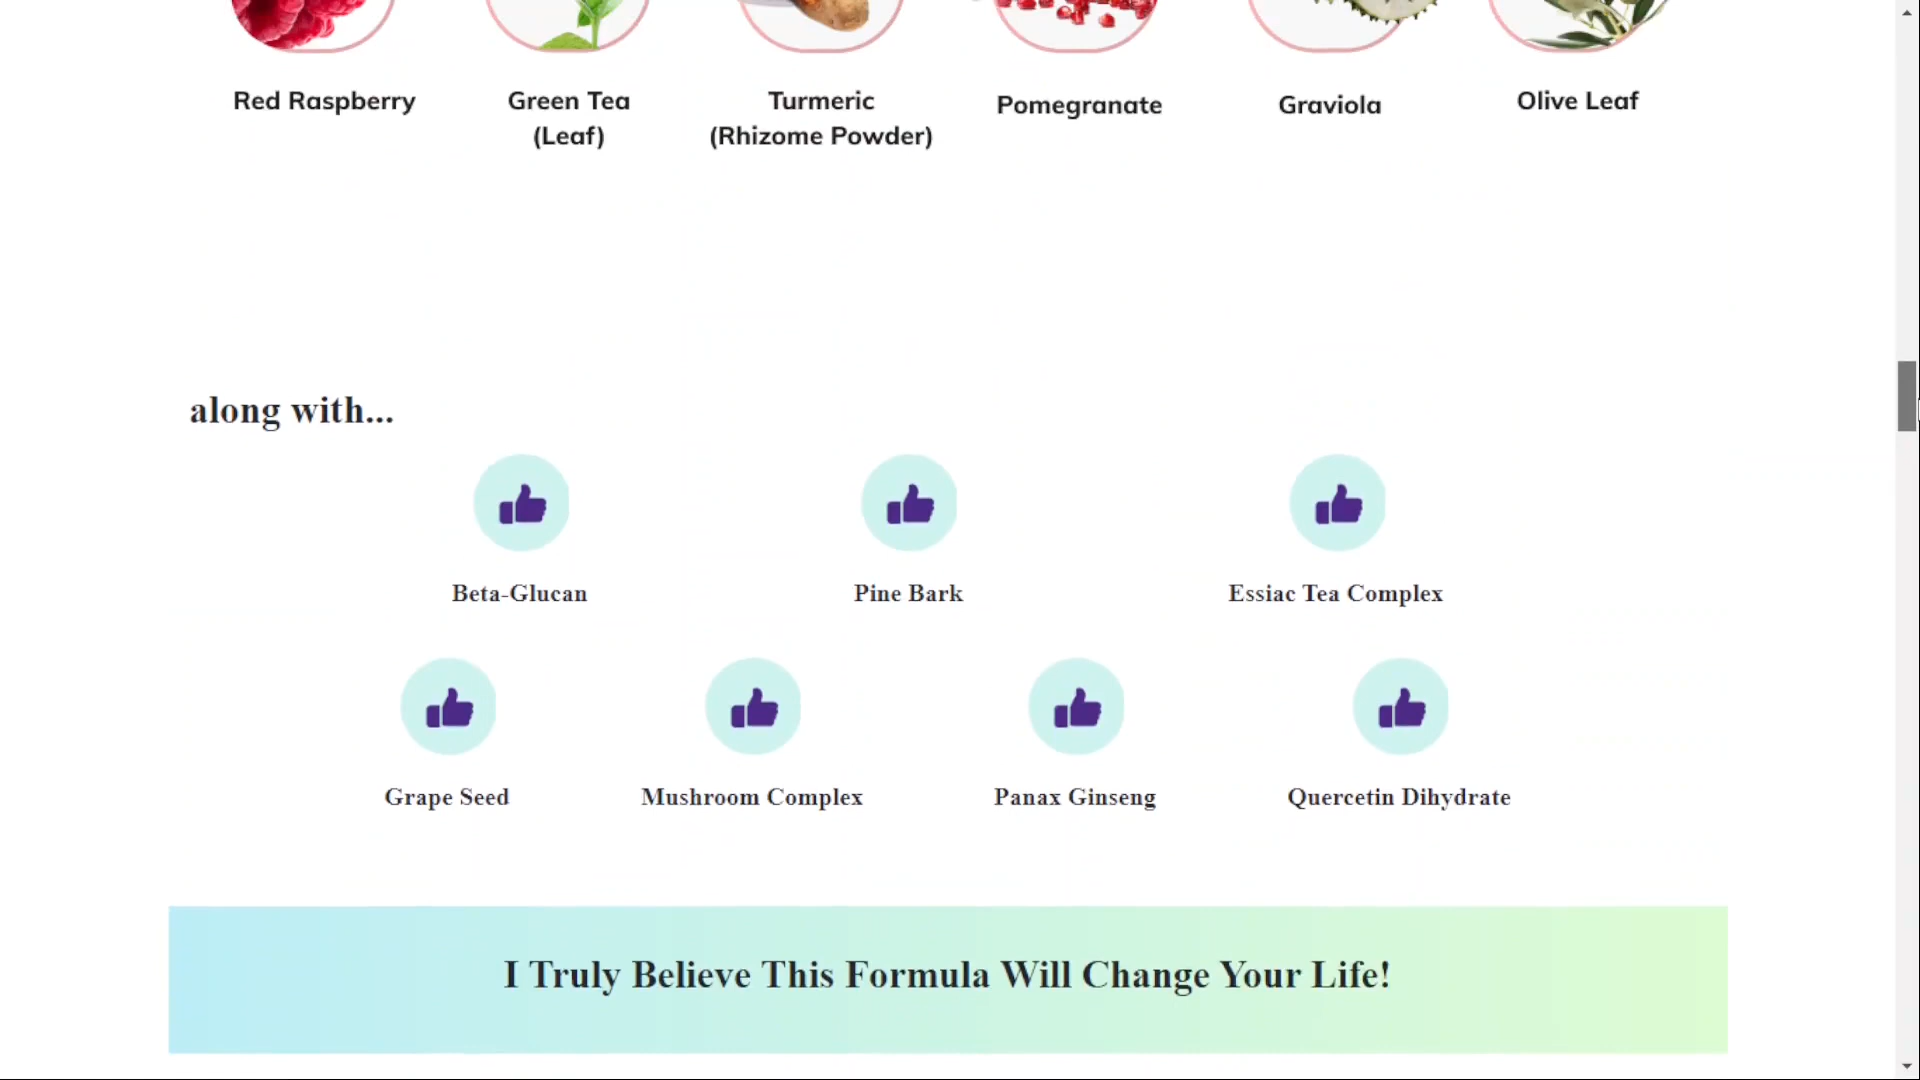 Red Raspberry
Green Tea
(Leaf)
Turmeric
(Rhizome Powder)
Pomegranate
Graviola
Olive Leaf
along with...
Beta-Glucan
Pine Bark
Essiac Tea Complex
Grape Seed
Mushroom Complex
Panax Ginseng
Quercetin Dihydrate
I Truly Believe This Formula Will Change Your Life!